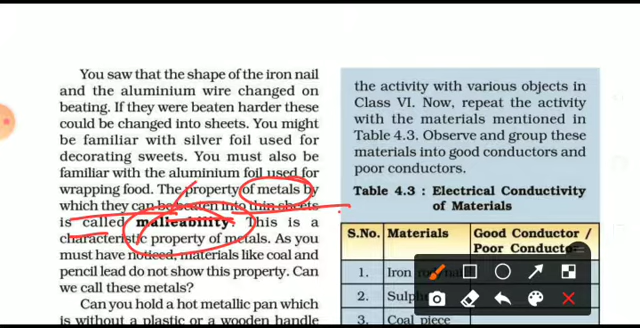 You saw that the shape of the iron nail
and the aluminium wire changed on
beating. If they were beaten harder these
could be changed into sheets. You might
be familiar with silver foil used for
decorating sweets. You must also be
familiar with the aluminium foil used for
wrapping food. The property of metals by
which they can be beaten into thin sheets
is called malleability. This is a
characteristic property of metals. As you
must have noticed, materials like coal and
pencil lead do not show this property. Can
we call these metals?
Can you hold a hot metallic pan which
is without a plastic or a wooden handle
the activity with various objects in
Class VI. Now, repeat the activity
with the materials mentioned in
Table 4.3. Observe and group these
materials into good conductors and
poor conductors.
Table 4.3 : Electrical Conductivity
of Materials
S.No. Materials Good Conductor /
Poor Conductor
1. Iron
2.
3. Coal piece